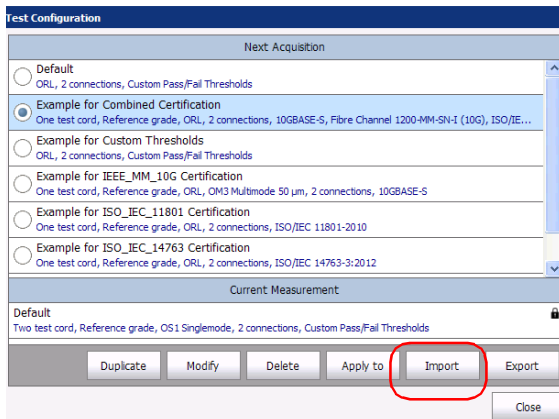 Test Configuration
Next Acquisition
Default
ORL, 2 connections, Custom Pass/Fail Thresholds
Example for Combined Certification
One test cord, Reference grade, ORL, 2 connections, 10GBASE-S, Fibre Channel 1200-MM-SN-I (10G), ISO/IE...
Example for Custom Thresholds
ORL, 2 connections, Custom Pass/Fail Thresholds
Example for IEEE_MM_10G Certification
One test cord, Reference grade, ORL, OM3 Multimode 50 µm, 2 connections, 10GBASE-S
Example for ISO_IEC_11801 Certification
One test cord, Reference grade, ORL, 2 connections, ISO/IEC 11801-2010
Example for ISO_IEC_14763 Certification
One test cord, Reference grade, ORL, 2 connections, ISO/IEC 14763-3:2012
Current Measurement
Default
Two test cord, Reference grade, OS1 Singlemode, 2 connections, Custom Pass/Fail Thresholds
Duplicate Modify Delete Apply to Import Export
Close